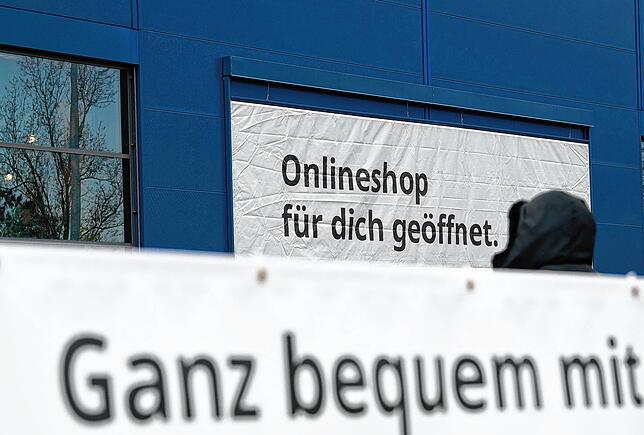 Onlineshop
für dich geöffnet.
Ganz bequem mit